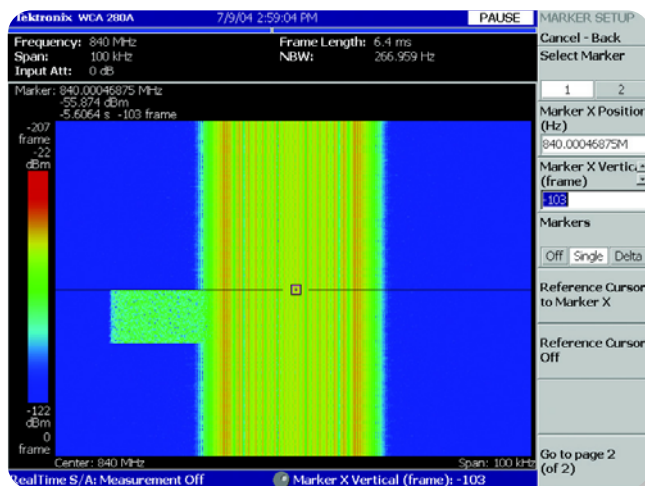 Tektronix WCA 280A 7/9/04 2:59:04 PM PAUSE
Frequency: 840 MHz Frame Length: 6.4 ms
Span: 100 kHz NBW: 266.959 Hz
Input Att: 0 dB
Marker: 840.00046875 MHz
-55.874 dBm
-5.6064 s -103 frame
-207
frame
-22
dBm
-122
dBm
0
frame
Center: 840 MHz Span: 100 kHz
RealTime S/A: Measurement Off Marker X Vertical (frame): -103
MARKER SETUP
Cancel - Back
Select Marker
1 2
Marker X Position
(Hz)
840.00046875M
Marker X Vertic
(frame)
-103
Markers
Off Single Delta
Reference Cursor
to Marker X
Reference Cursor
Off
Go to page 2
(of 2)